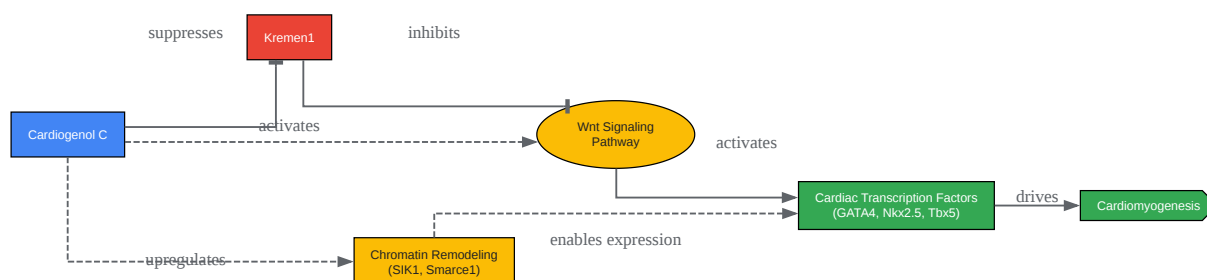 suppresses
Kremen1
inhibits
Cardiogenol C
activates
Wnt Signaling
Pathway
activates
Cardiac Transcription Factors
(GATA4, Nkx2.5, Tbx5)
drives
Cardiomyogenesis
enables expression
upregulates
Chromatin Remodeling
(SIK1, Smarce1)